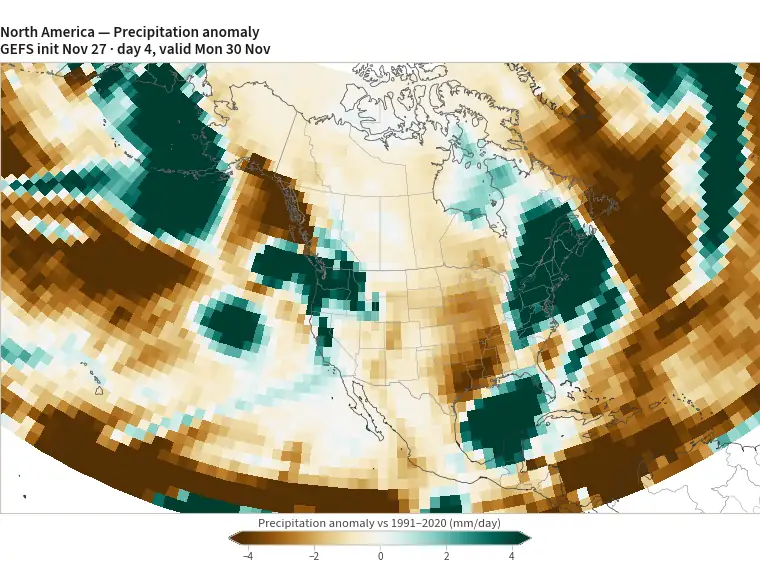 North America — Precipitation anomaly
GEFS init Nov 27 · day 4, valid Mon 30 Nov
Precipitation anomaly vs 1991–2020 (mm/day)
−4 −2 0 2 4